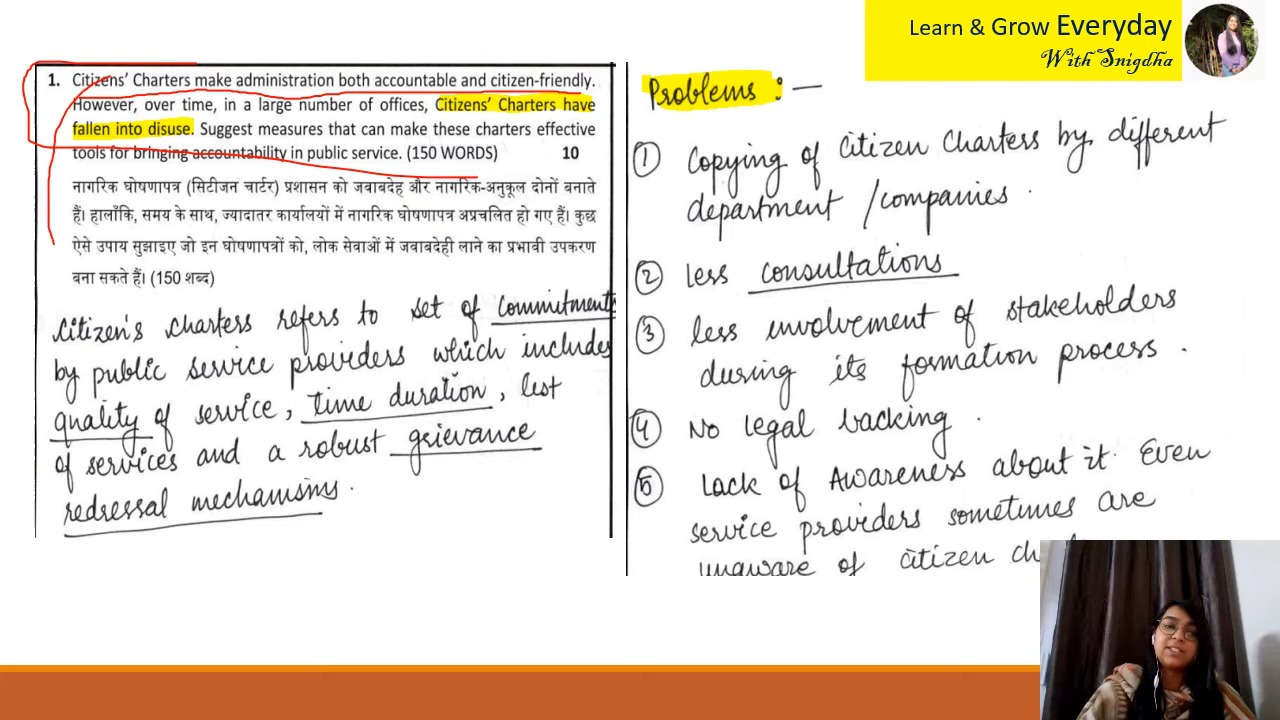 Learn & Grow Everyday
With Snigdha
1. Citizens' Charters make administration both accountable and citizen-friendly.
However, over time, in a large number of offices, Citizens' Charters have
fallen into disuse. Suggest measures that can make these charters effective
tools for bringing accountability in public service. (150 WORDS) 10
नागरिक घोषणापत्र (सिटीजन चार्टर) प्रशासन को जवाबदेह और नागरिक-अनुकूल दोनों बनाते
हैं। हालाँकि, समय के साथ, ज्यादातर कार्यालयों में नागरिक घोषणापत्र अप्रचलित हो गए हैं। कुछ
ऐसे उपाय सुझाइए जो इन घोषणापत्रों को, लोक सेवाओं में जवाबदेही लाने का प्रभावी उपकरण
बना सकते हैं। (150 शब्द)
Citizen's charters refers to set of commitments
by public service providers which includes
quality of service, time duration, list
of services and a robust grievance
redressal mechanisms.
Problems :-
① Copying of Citizen Charters by different
department/companies.
② less consultations
③ less involvement of stakeholders
during its formation process.
④ No legal backing.
⑤ Lack of Awareness about it. Even
service providers sometimes are
unaware of citizen